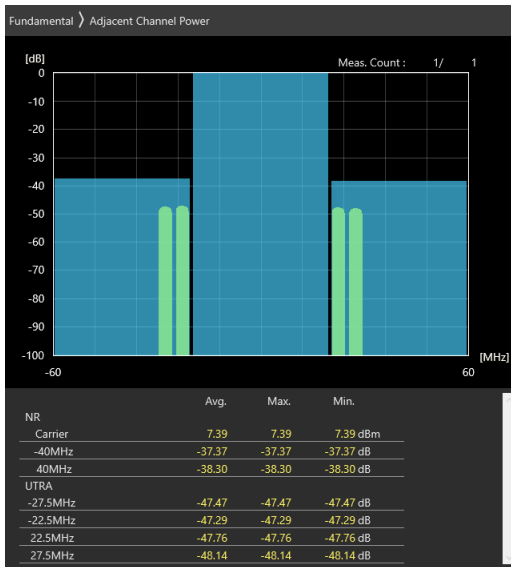 Fundamental 〉 Adjacent Channel Power
[dB] Meas. Count : 1/ 1
0
-10
-20
-30
-40
-50
-60
-70
-80
-90
-100
[MHz]
-60 60
Avg. Max. Min.
NR
Carrier 7.39 7.39 7.39 dBm
-40MHz -37.37 -37.37 -37.37 dB
40MHz -38.30 -38.30 -38.30 dB
UTRA
-27.5MHz -47.47 -47.47 -47.47 dB
-22.5MHz -47.29 -47.29 -47.29 dB
22.5MHz -47.76 -47.76 -47.76 dB
27.5MHz -48.14 -48.14 -48.14 dB